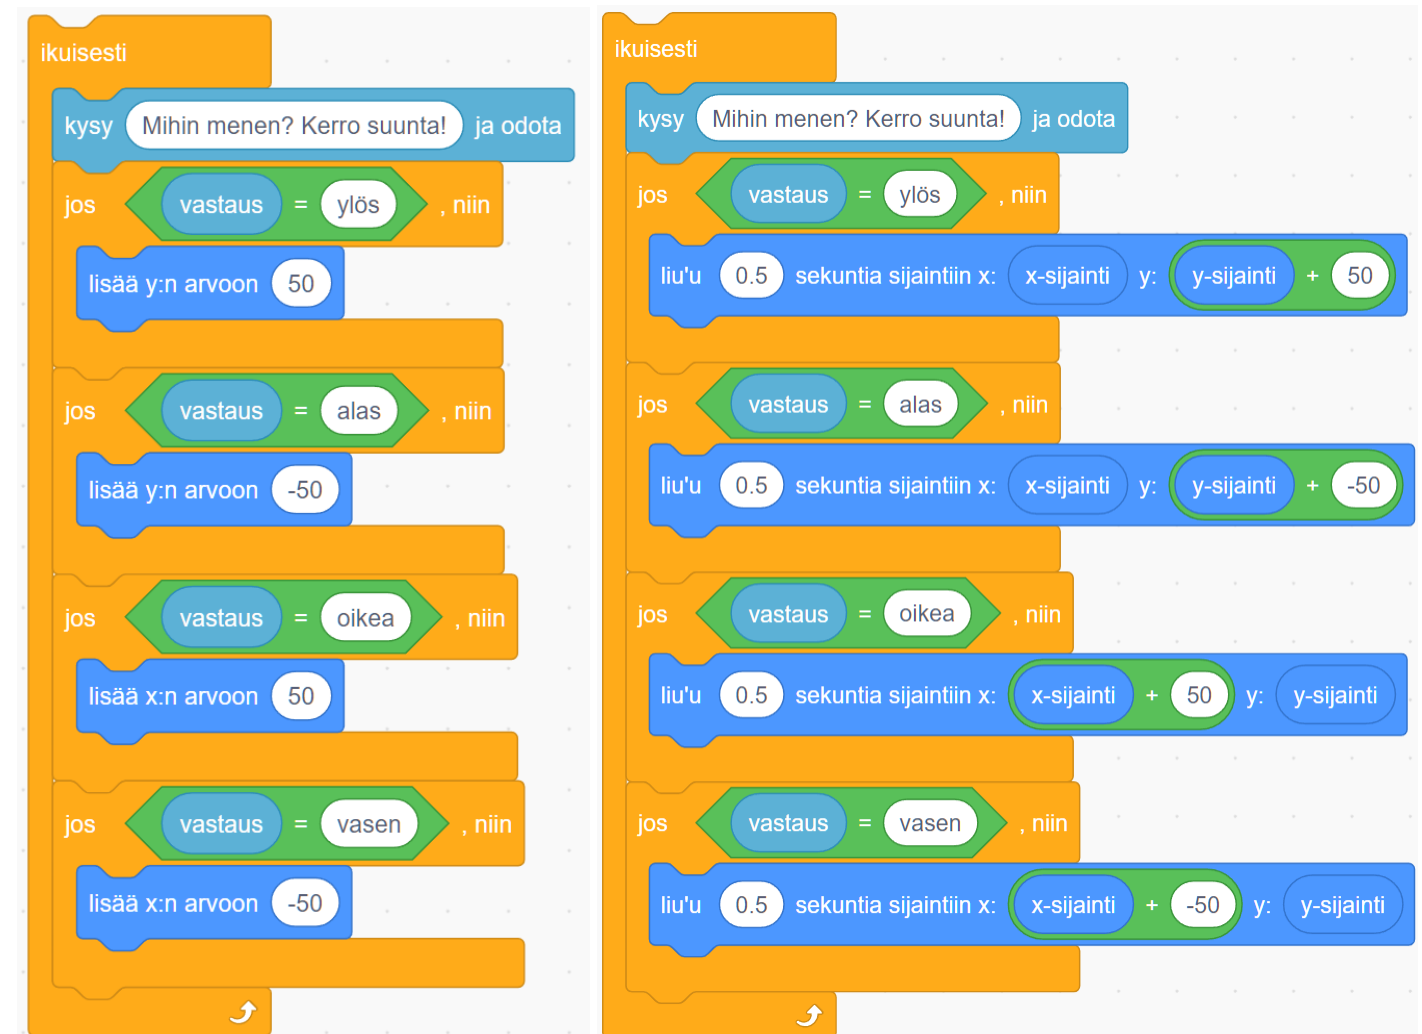 ikuisesti
kysy Mihin menen? Kerro suunta! ja odota
jos vastaus = ylös , niin
lisää y:n arvoon 50
jos vastaus = alas , niin
lisää y:n arvoon -50
jos vastaus = oikea , niin
lisää x:n arvoon 50
jos vastaus = vasen , niin
lisää x:n arvoon -50
ikuisesti
kysy Mihin menen? Kerro suunta! ja odota
jos vastaus = ylös , niin
liu'u 0.5 sekuntia sijaintiin x: x-sijainti y: y-sijainti + 50
jos vastaus = alas , niin
liu'u 0.5 sekuntia sijaintiin x: x-sijainti y: y-sijainti + -50
jos vastaus = oikea , niin
liu'u 0.5 sekuntia sijaintiin x: x-sijainti + 50 y: y-sijainti
jos vastaus = vasen , niin
liu'u 0.5 sekuntia sijaintiin x: x-sijainti + -50 y: y-sijainti